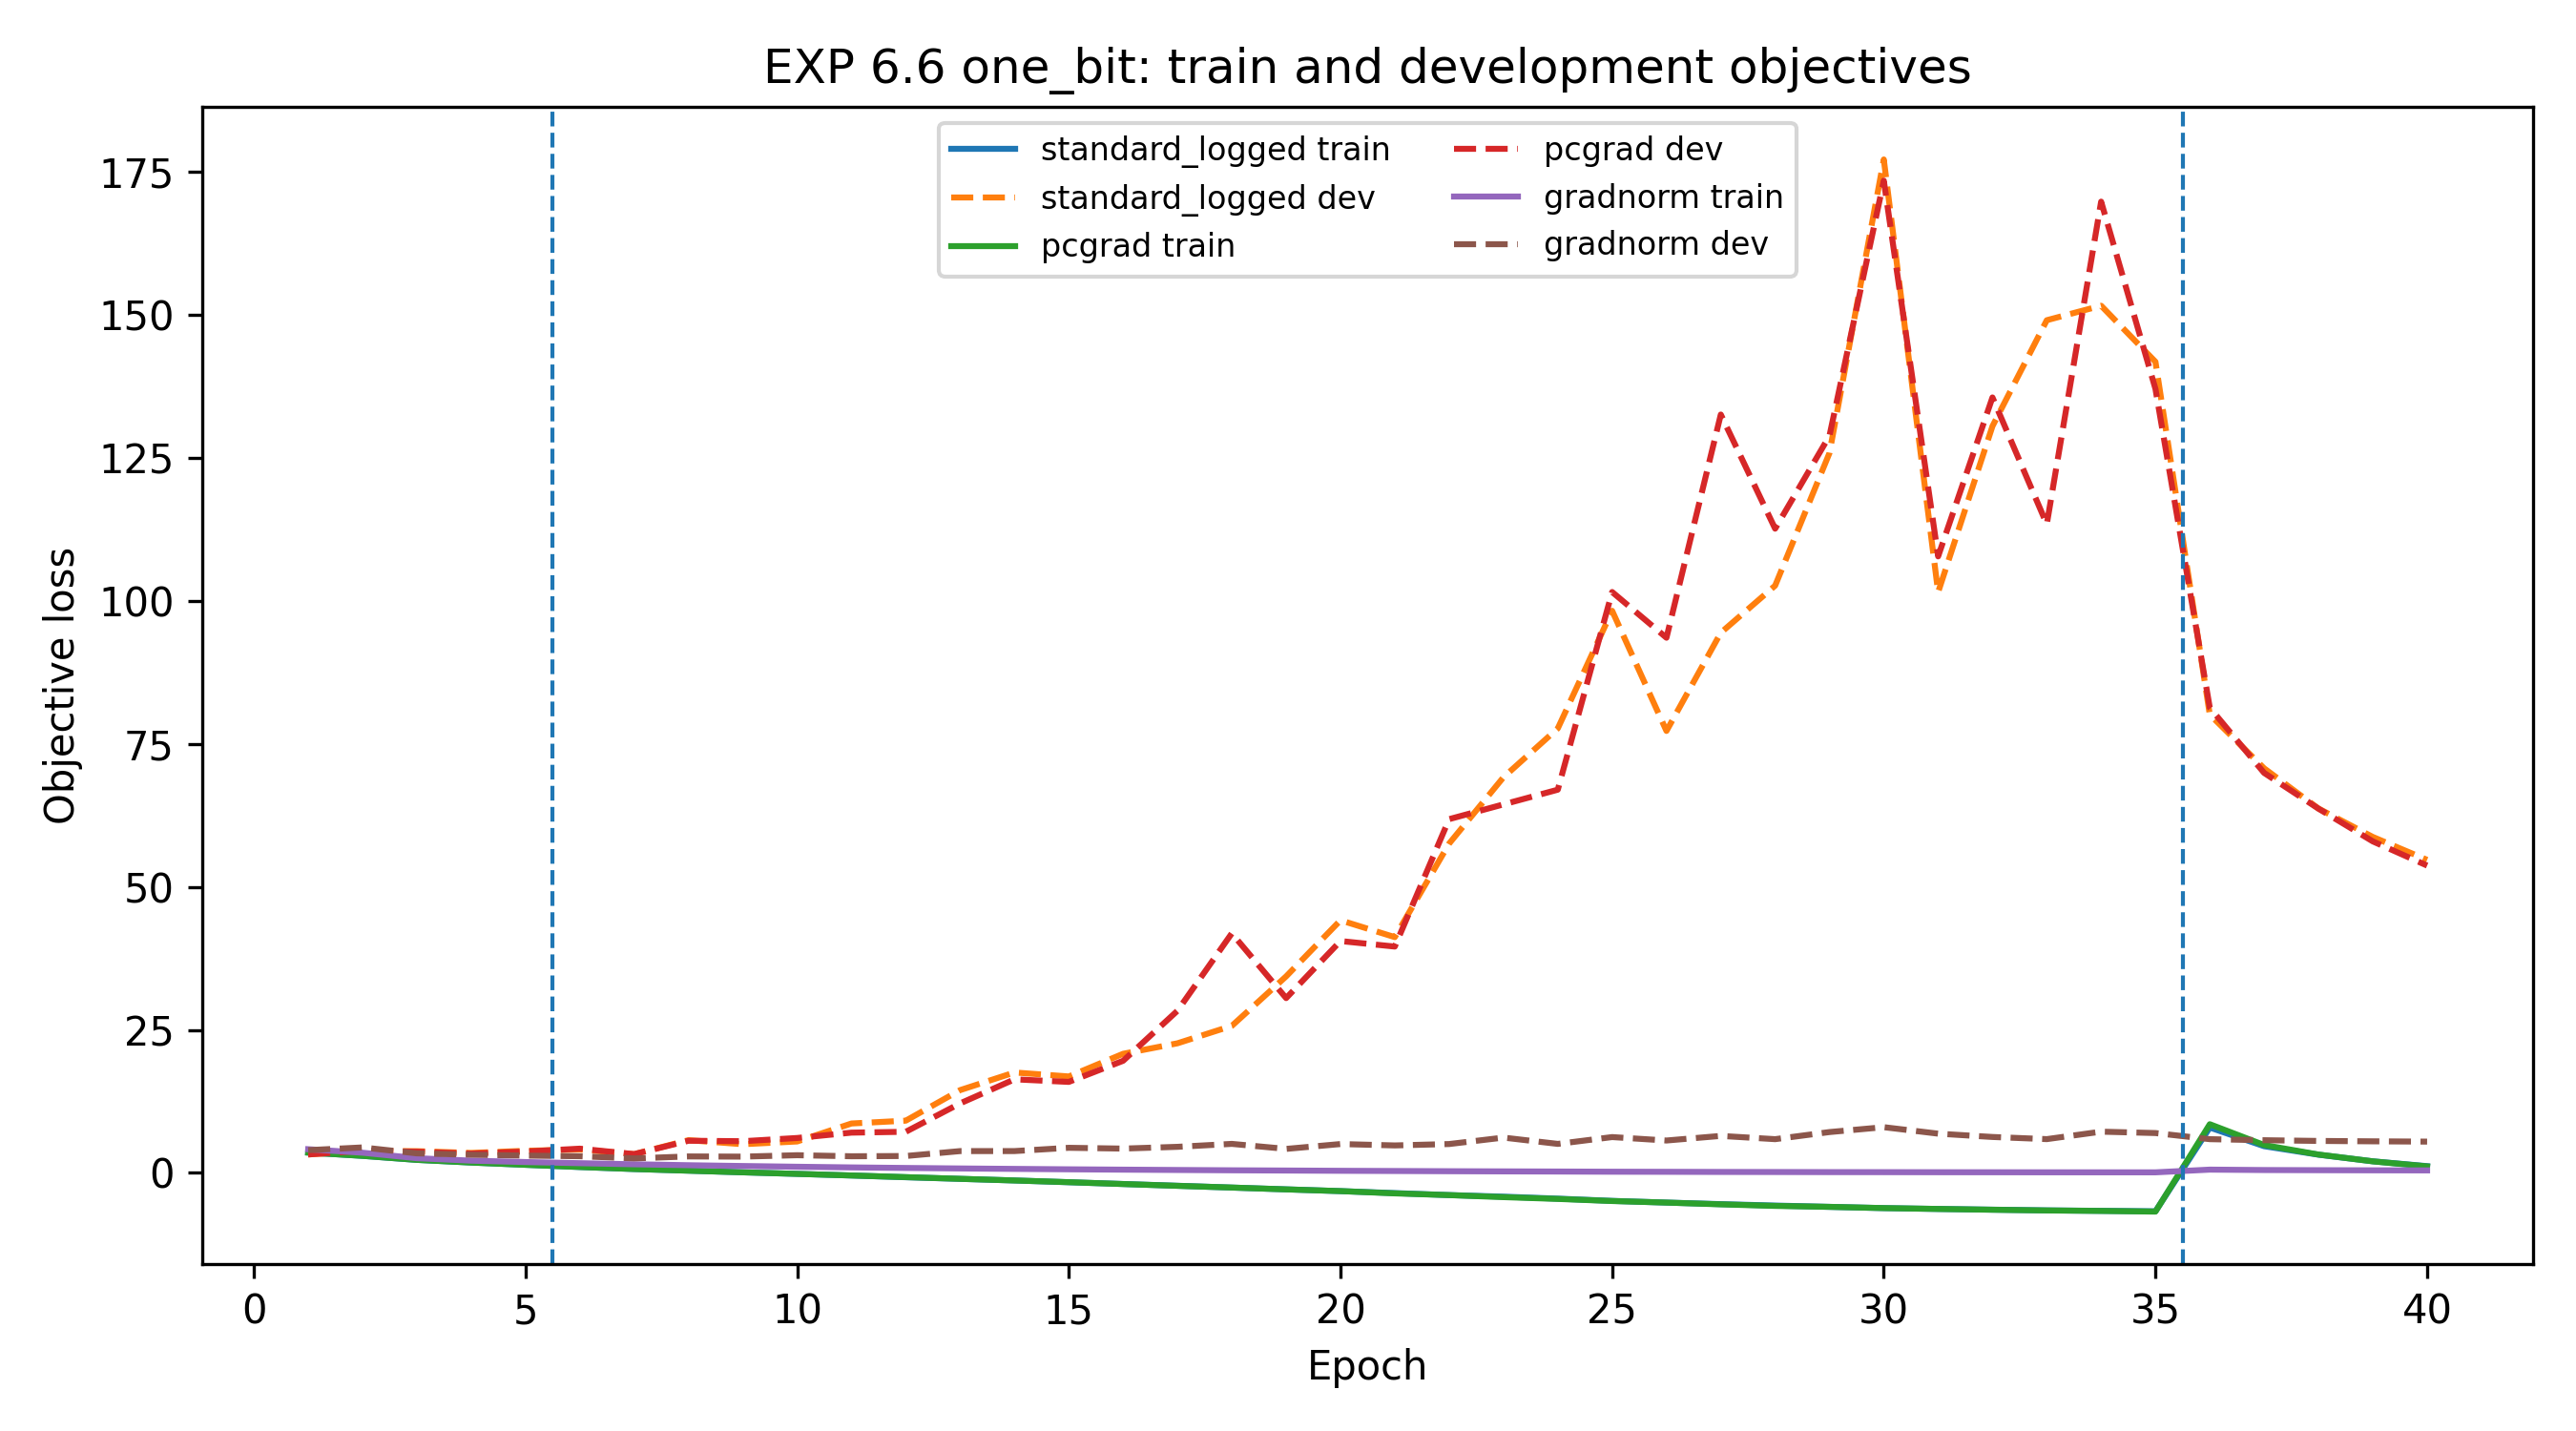 EXP 6.6 one_bit: train and development objectives
standard_logged train
standard_logged dev
pcgrad train
pcgrad dev
gradnorm train
gradnorm dev
Objective loss
175
150
125
100
75
50
25
0
0 5 10 15 20 25 30 35 40
Epoch